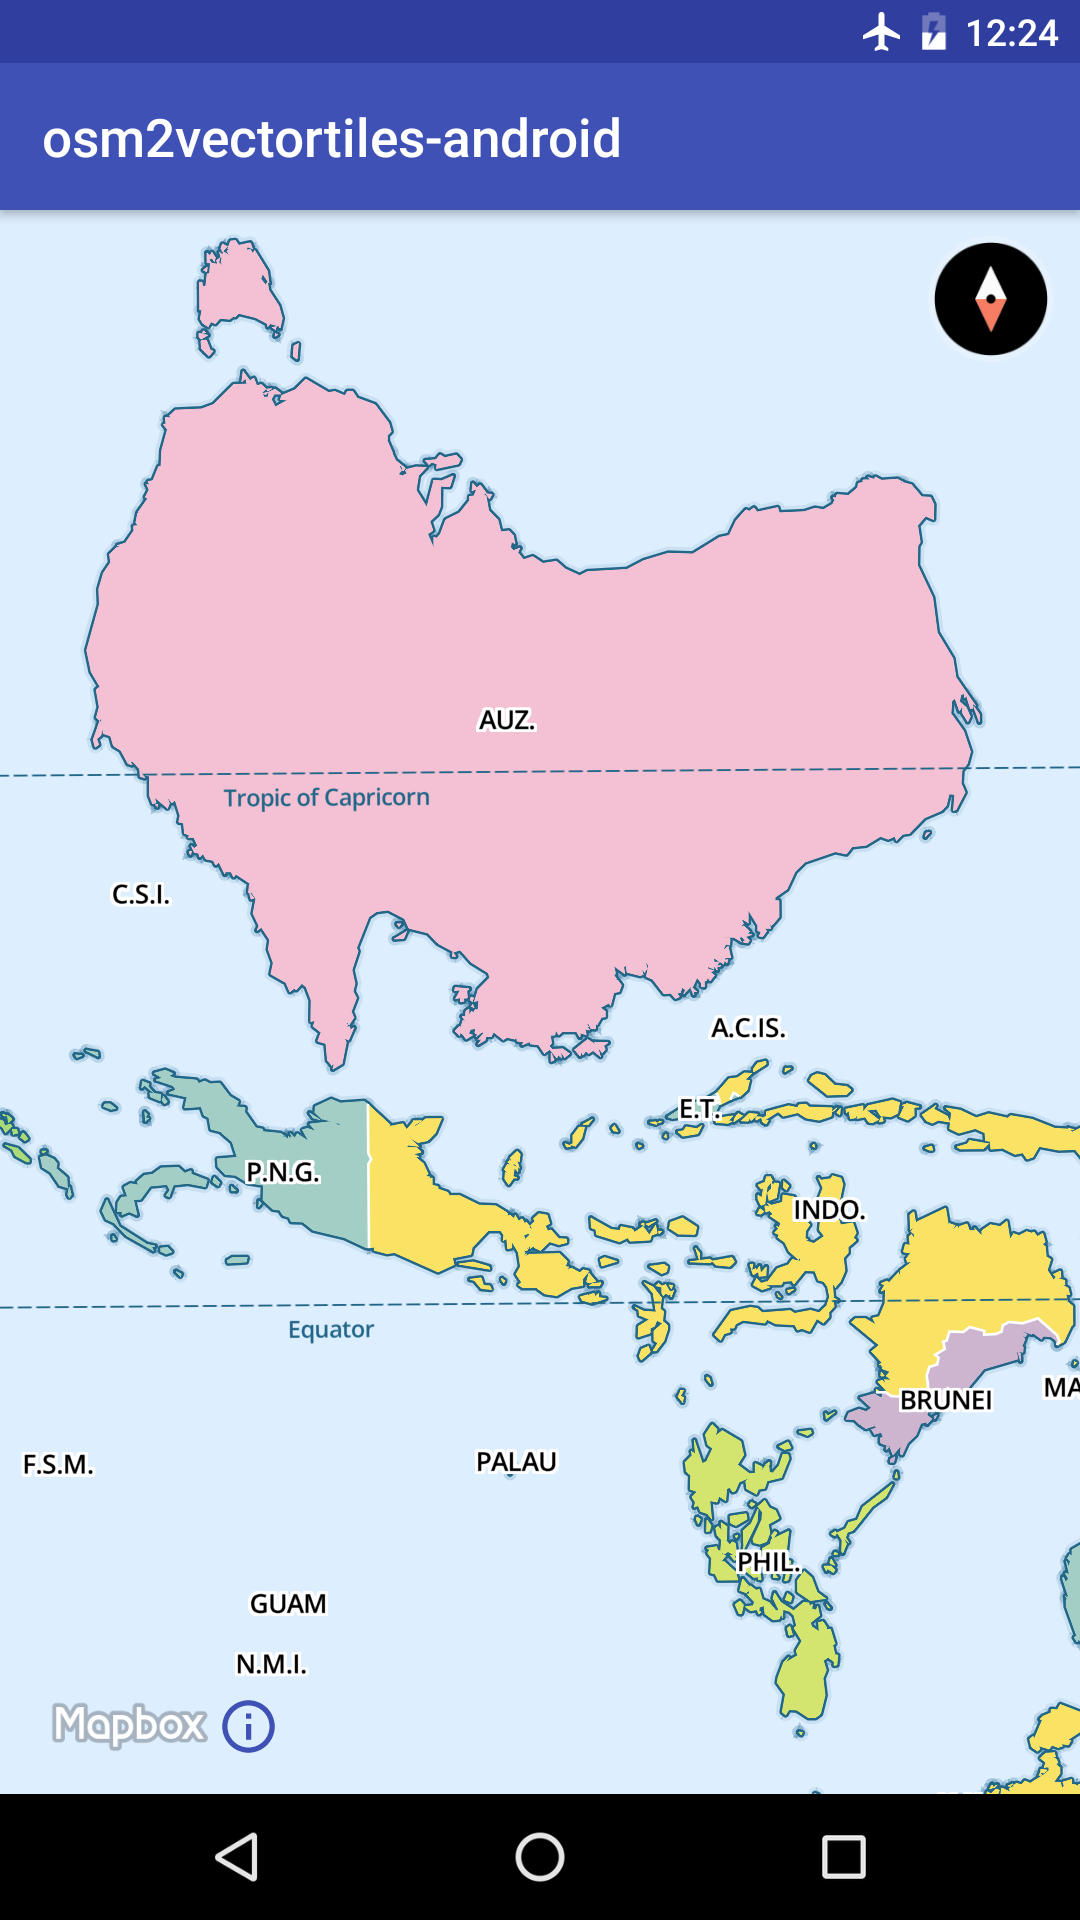 12:24
osm2vectortiles-android
AUZ.
Tropic of Capricorn
C.S.I.
A.C.IS.
E.T.
P.N.G.
INDO.
Equator
MA
BRUNEI
PALAU
F.S.M.
PHIL.
GUAM
N.M.I.
Mapbox